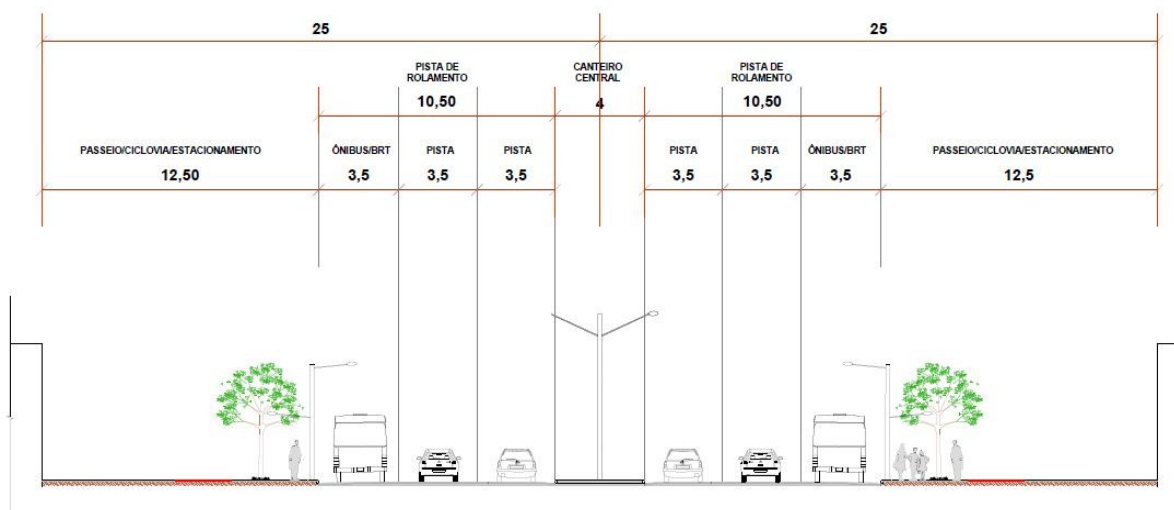 25
25
PISTA DE
ROLAMENTO
10,50
CANTEIRO
CENTRAL
4
PISTA DE
ROLAMENTO
10,50
PASSEIO/CICLOVIA/ESTACIONAMENTO
12,50
ÔNIBUS/BRT
3,5
PISTA
3,5
PISTA
3,5
PISTA
3,5
PISTA
3,5
ÔNIBUS/BRT
3,5
PASSEIO/CICLOVIA/ESTACIONAMENTO
12,5